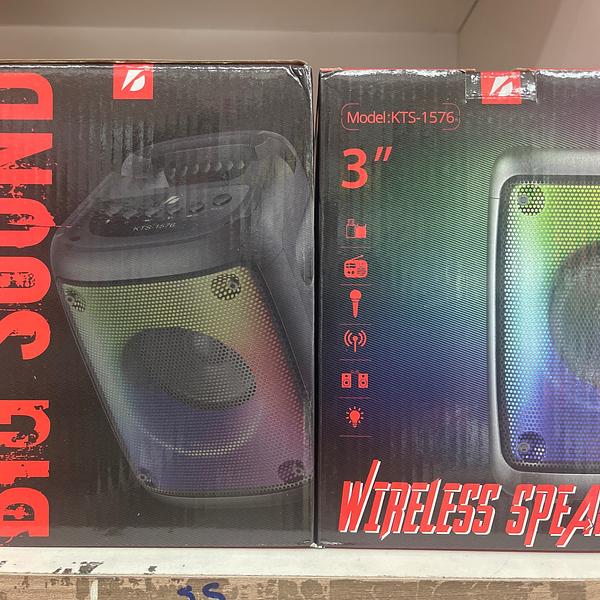 BIG SOUND
KTS-1576
Model:KTS-1576
3"
WIRELESS SPEA